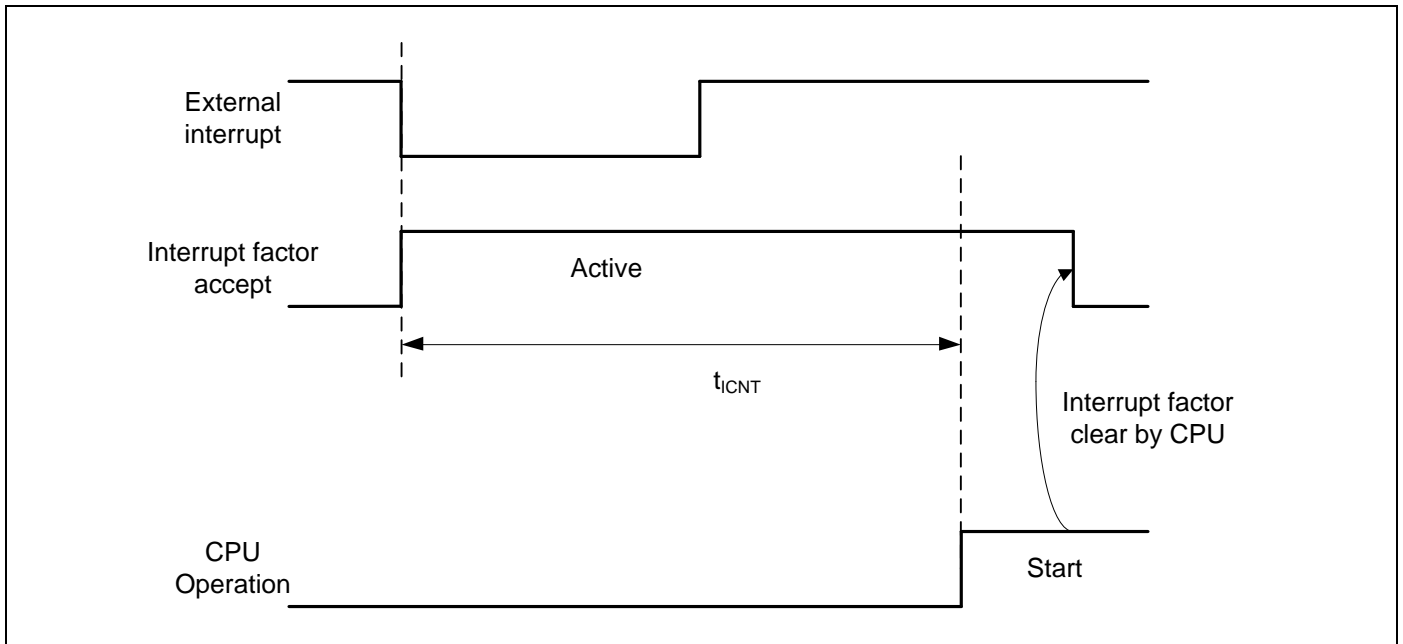 External
interrupt
Interrupt factor
accept
Active
tICNT
Interrupt factor
clear by CPU
CPU
Operation
Start